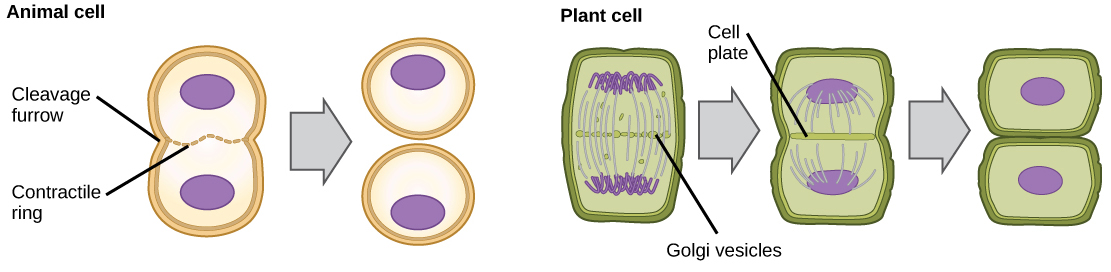 Animal cell
Cleavage
furrow
Contractile
ring
Plant cell
Cell
plate
Golgi vesicles